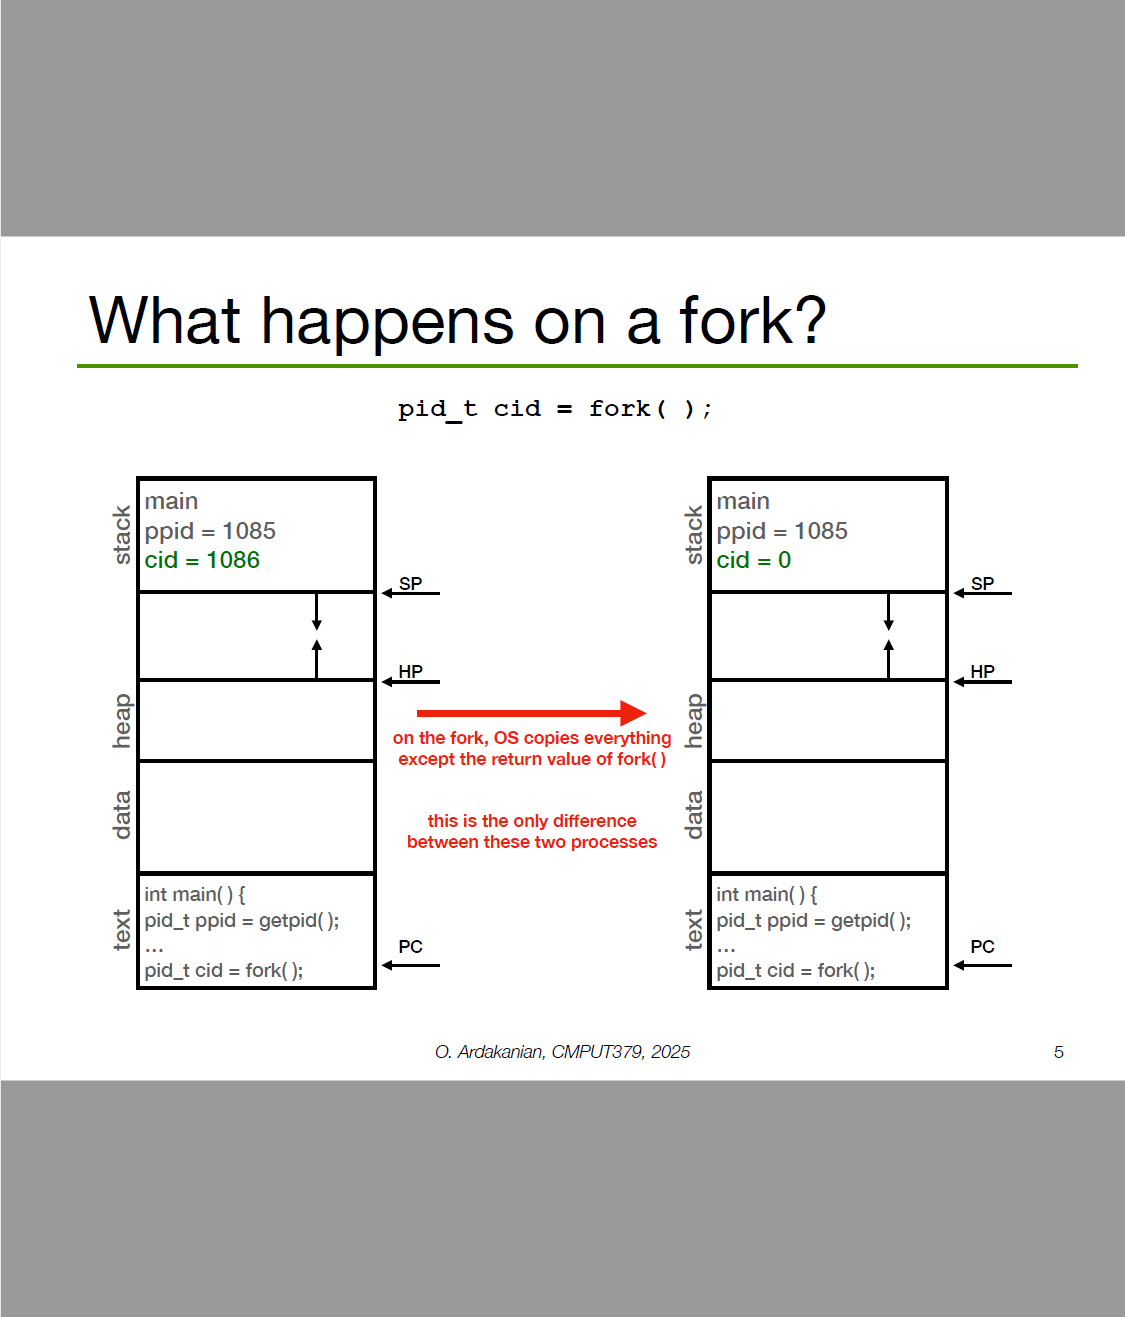 What happens on a fork?
pid_t cid = fork( );
stack
main
ppid = 1085
cid = 1086
SP
HP
heap
data
text
int main( ) {
pid_t ppid = getpid( );
...
pid_t cid = fork( );
PC
on the fork, OS copies everything
except the return value of fork( )
this is the only difference
between these two processes
stack
main
ppid = 1085
cid = 0
SP
HP
heap
data
text
int main( ) {
pid_t ppid = getpid( );
...
pid_t cid = fork( );
PC
O. Ardakanian, CMPUT379, 2025
5